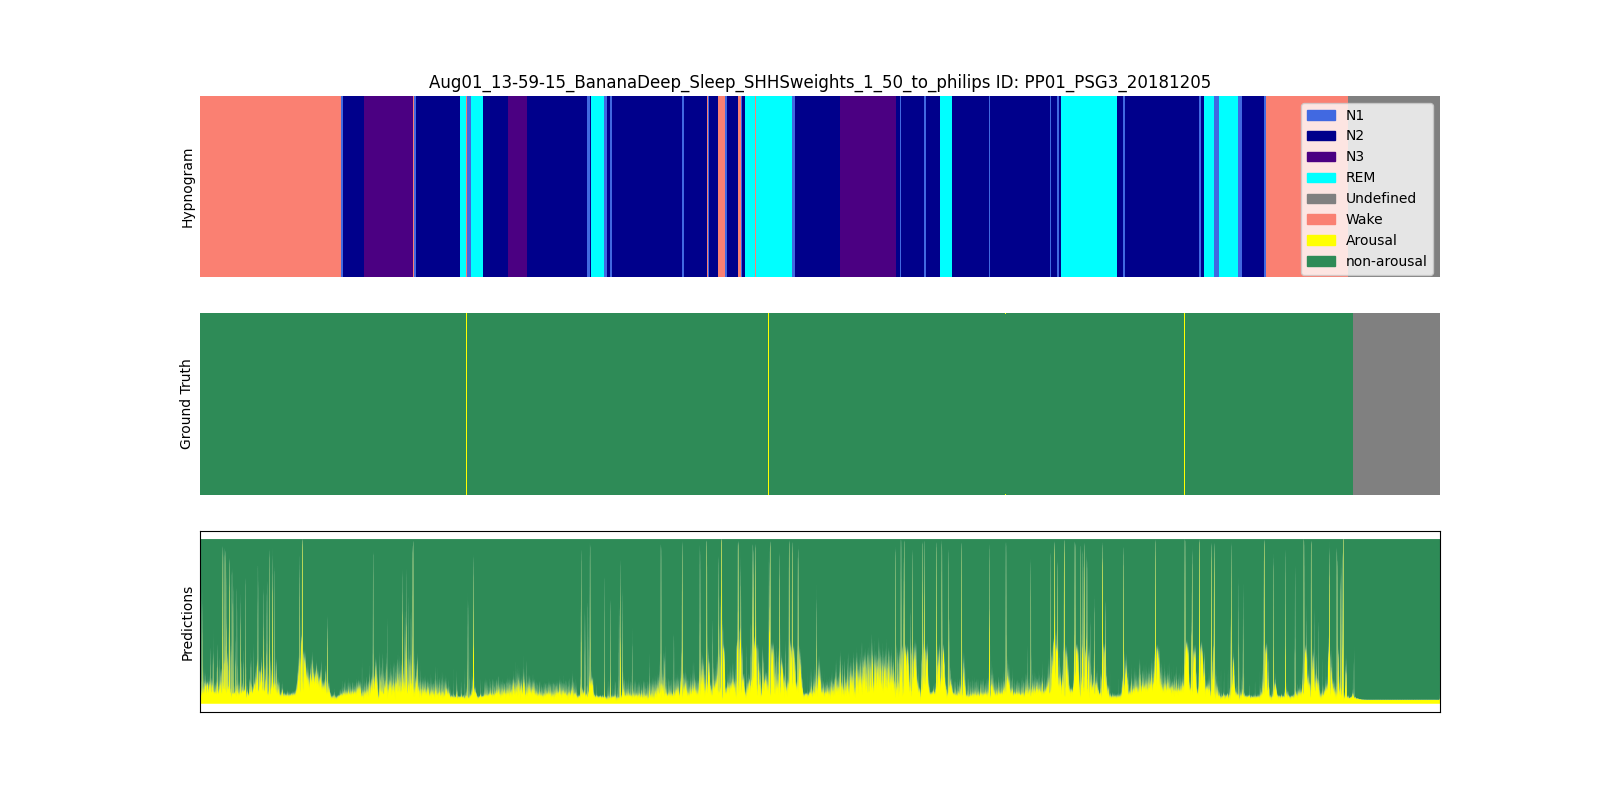 Aug01_13-59-15_BananaDeep_Sleep_SHHSweights_1_50_to_philips ID: PP01_PSG3_20181205
Hypnogram
N1
N2
N3
REM
Undefined
Wake
Arousal
non-arousal
Ground Truth
Predictions